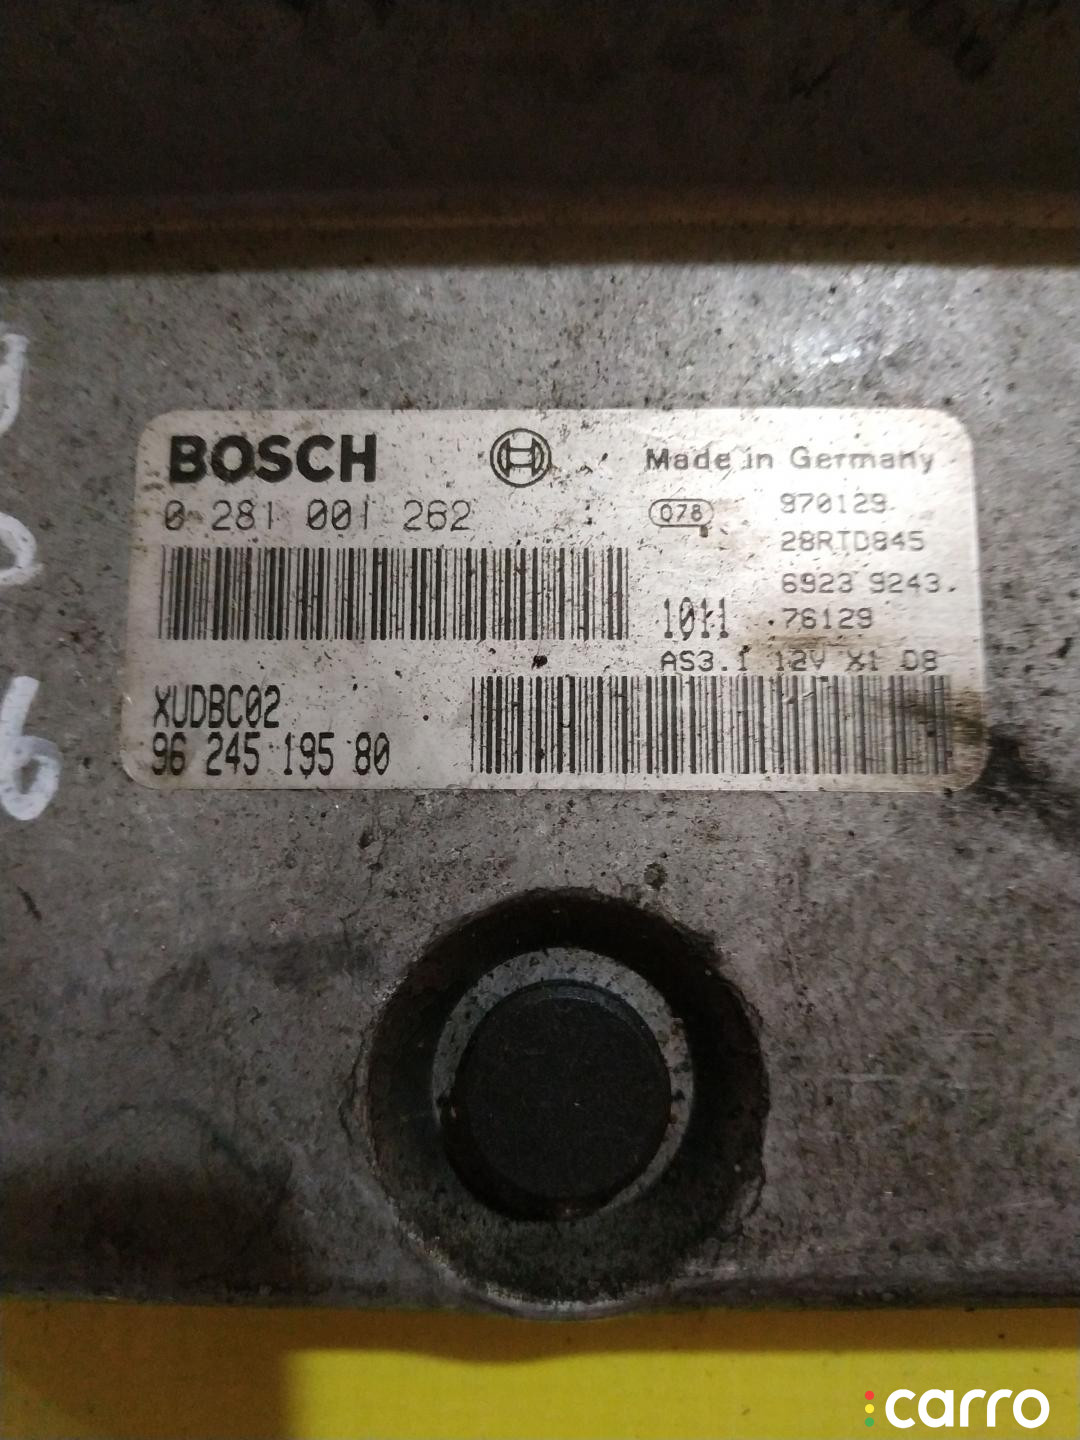 BOSCH
Made in Germany
0 281 001 262
078
970129.
28RTD845
6923 9243.
1011
76129
AS3.1 12V X1 D8
XUDBC02
96 245 195 80
6
carro